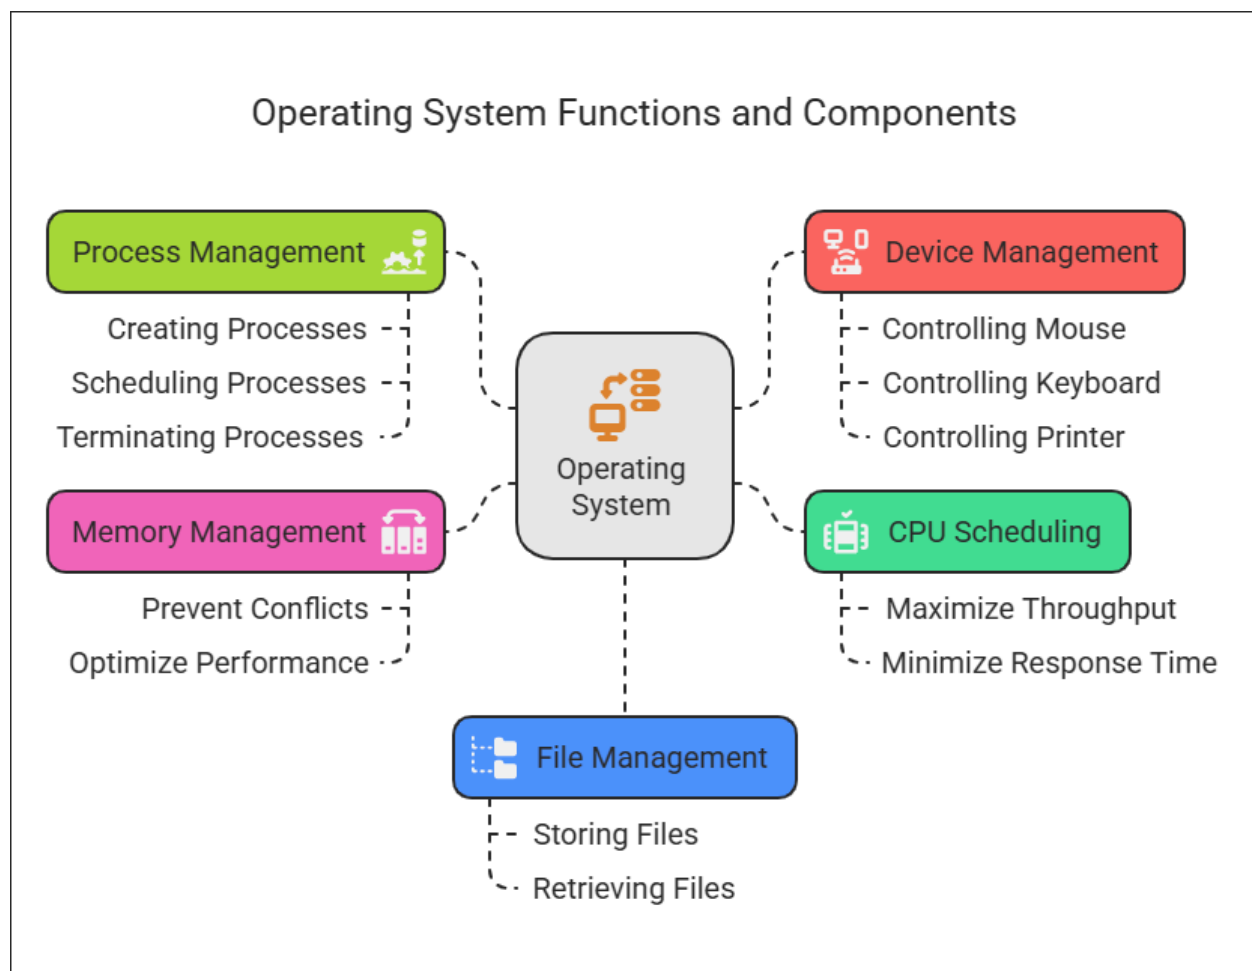 Operating System Functions and Components
Process Management
Creating Processes
Scheduling Processes
Terminating Processes
Memory Management
Prevent Conflicts
Optimize Performance
Operating
System
Device Management
Controlling Mouse
Controlling Keyboard
Controlling Printer
CPU Scheduling
Maximize Throughput
Minimize Response Time
File Management
Storing Files
Retrieving Files